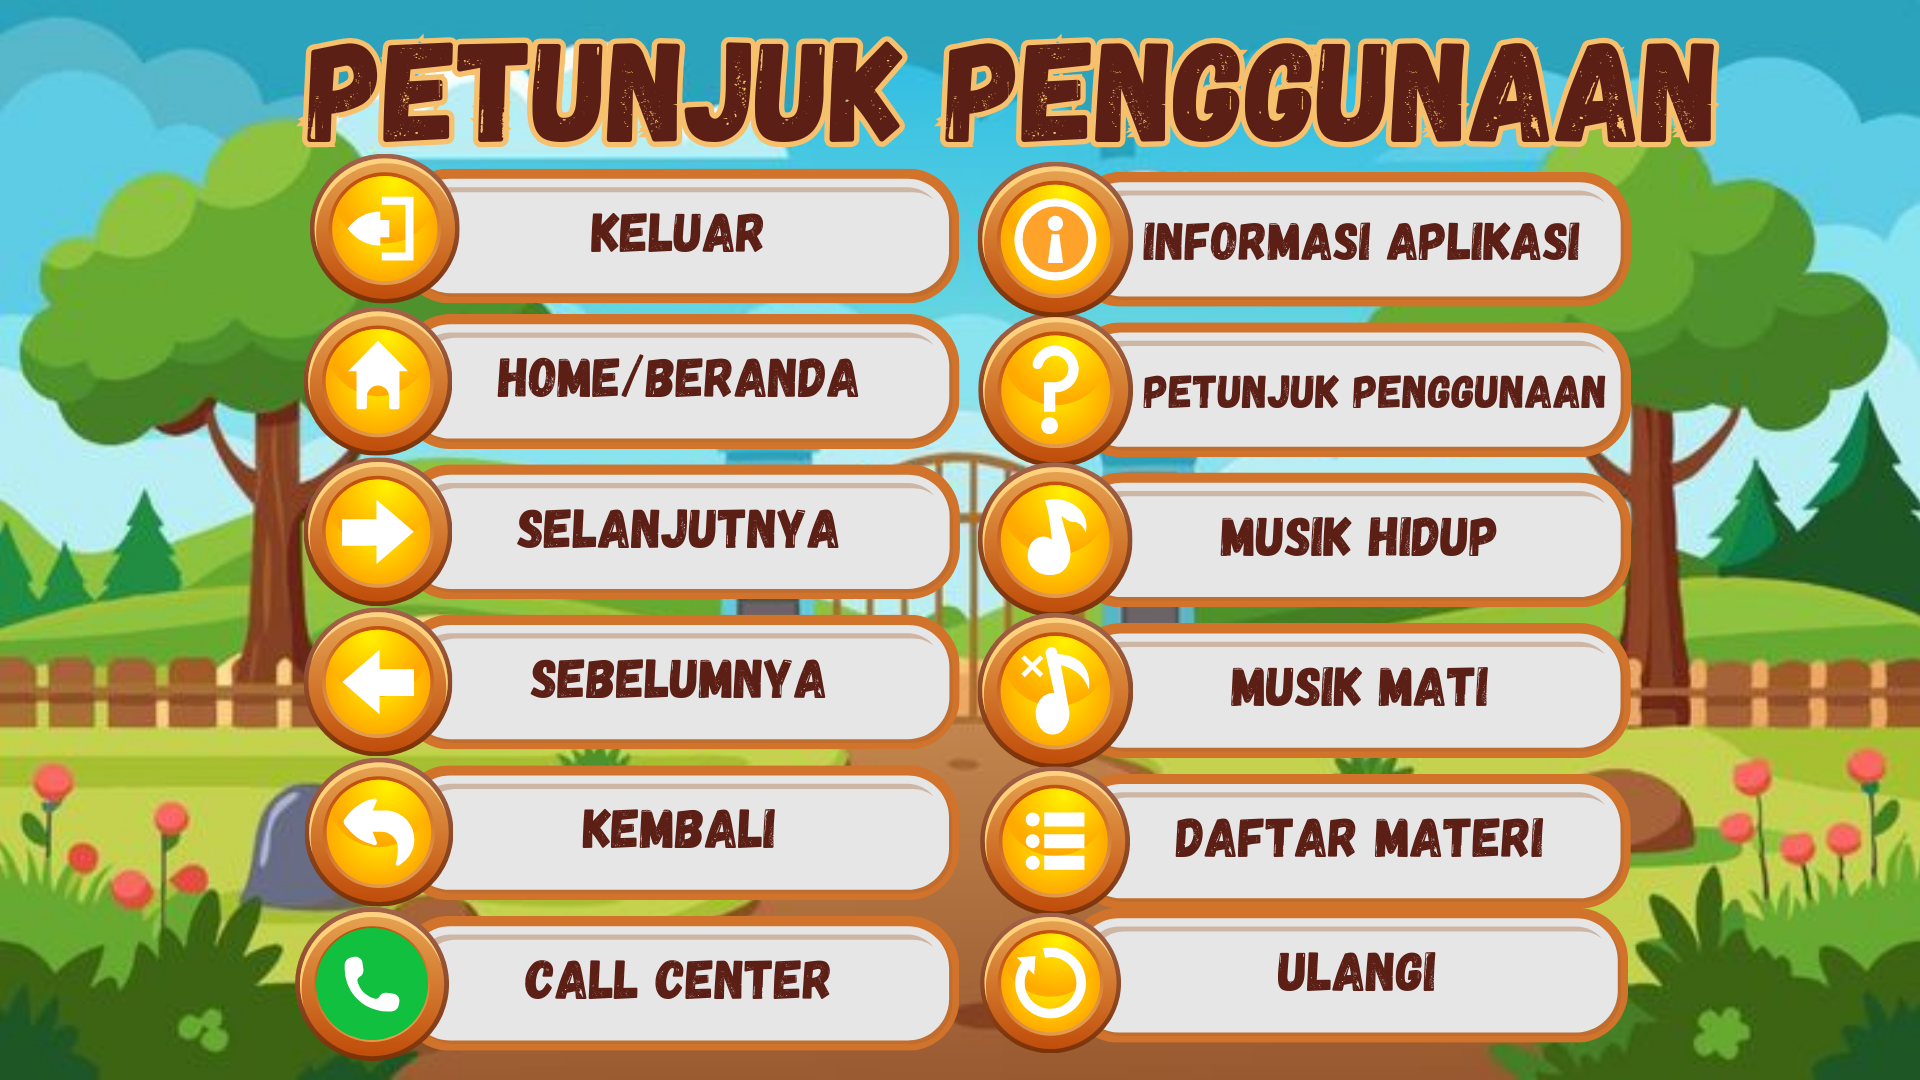 PETUNJUK PENGGUNAAN
KELUAR
HOME/BERANDA
SELANJUTNYA
SEBELUMNYA
KEMBALI
CALL CENTER
INFORMASI APLIKASI
PETUNJUK PENGGUNAAN
MUSIK HIDUP
MUSIK MATI
DAFTAR MATERI
ULANGI